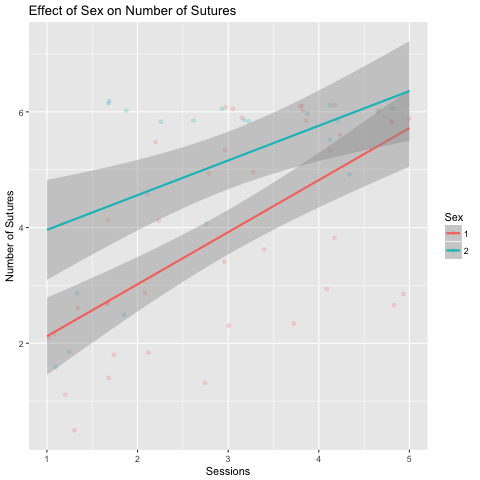 Effect of Sex on Number of Sutures
Number of Sutures
6
4
2
1 2 3 4 5
Sessions
Sex
1
2